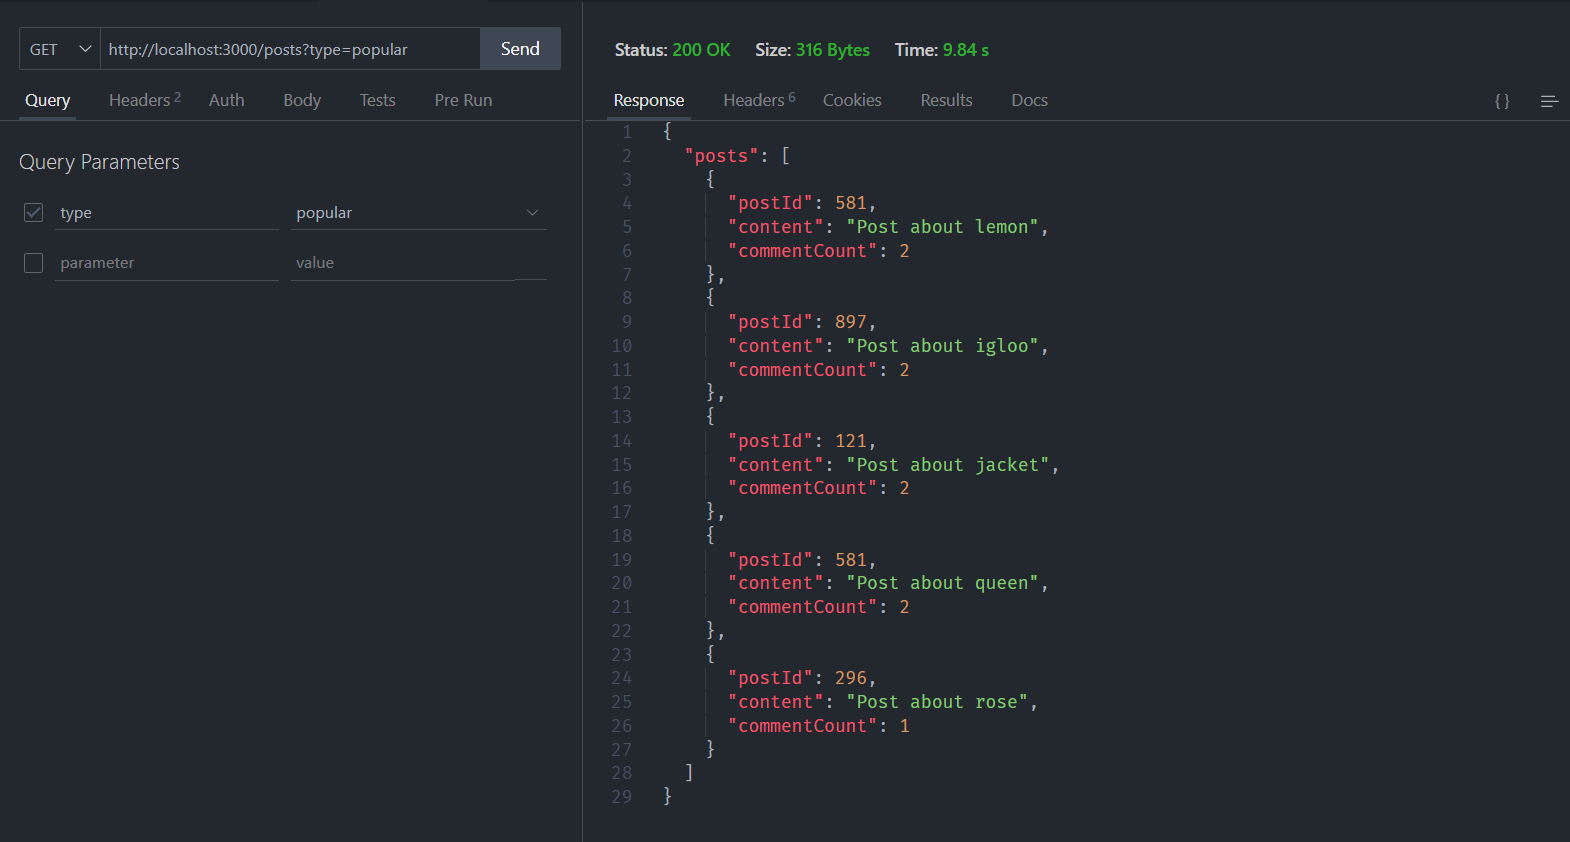 GET http://localhost:3000/posts?type=popular Send
Query Headers 2 Auth Body Tests Pre Run
Query Parameters
type popular
parameter value
Status: 200 OK Size: 316 Bytes Time: 9.84 s
Response Headers 6 Cookies Results Docs {}
1 {
2 "posts": [
3 {
4 "postId": 581,
5 "content": "Post about lemon",
6 "commentCount": 2
7 },
8 {
9 "postId": 897,
10 "content": "Post about igloo",
11 "commentCount": 2
12 },
13 {
14 "postId": 121,
15 "content": "Post about jacket",
16 "commentCount": 2
17 },
18 {
19 "postId": 581,
20 "content": "Post about queen",
21 "commentCount": 2
22 },
23 {
24 "postId": 296,
25 "content": "Post about rose",
26 "commentCount": 1
27 }
28 ]
29 }